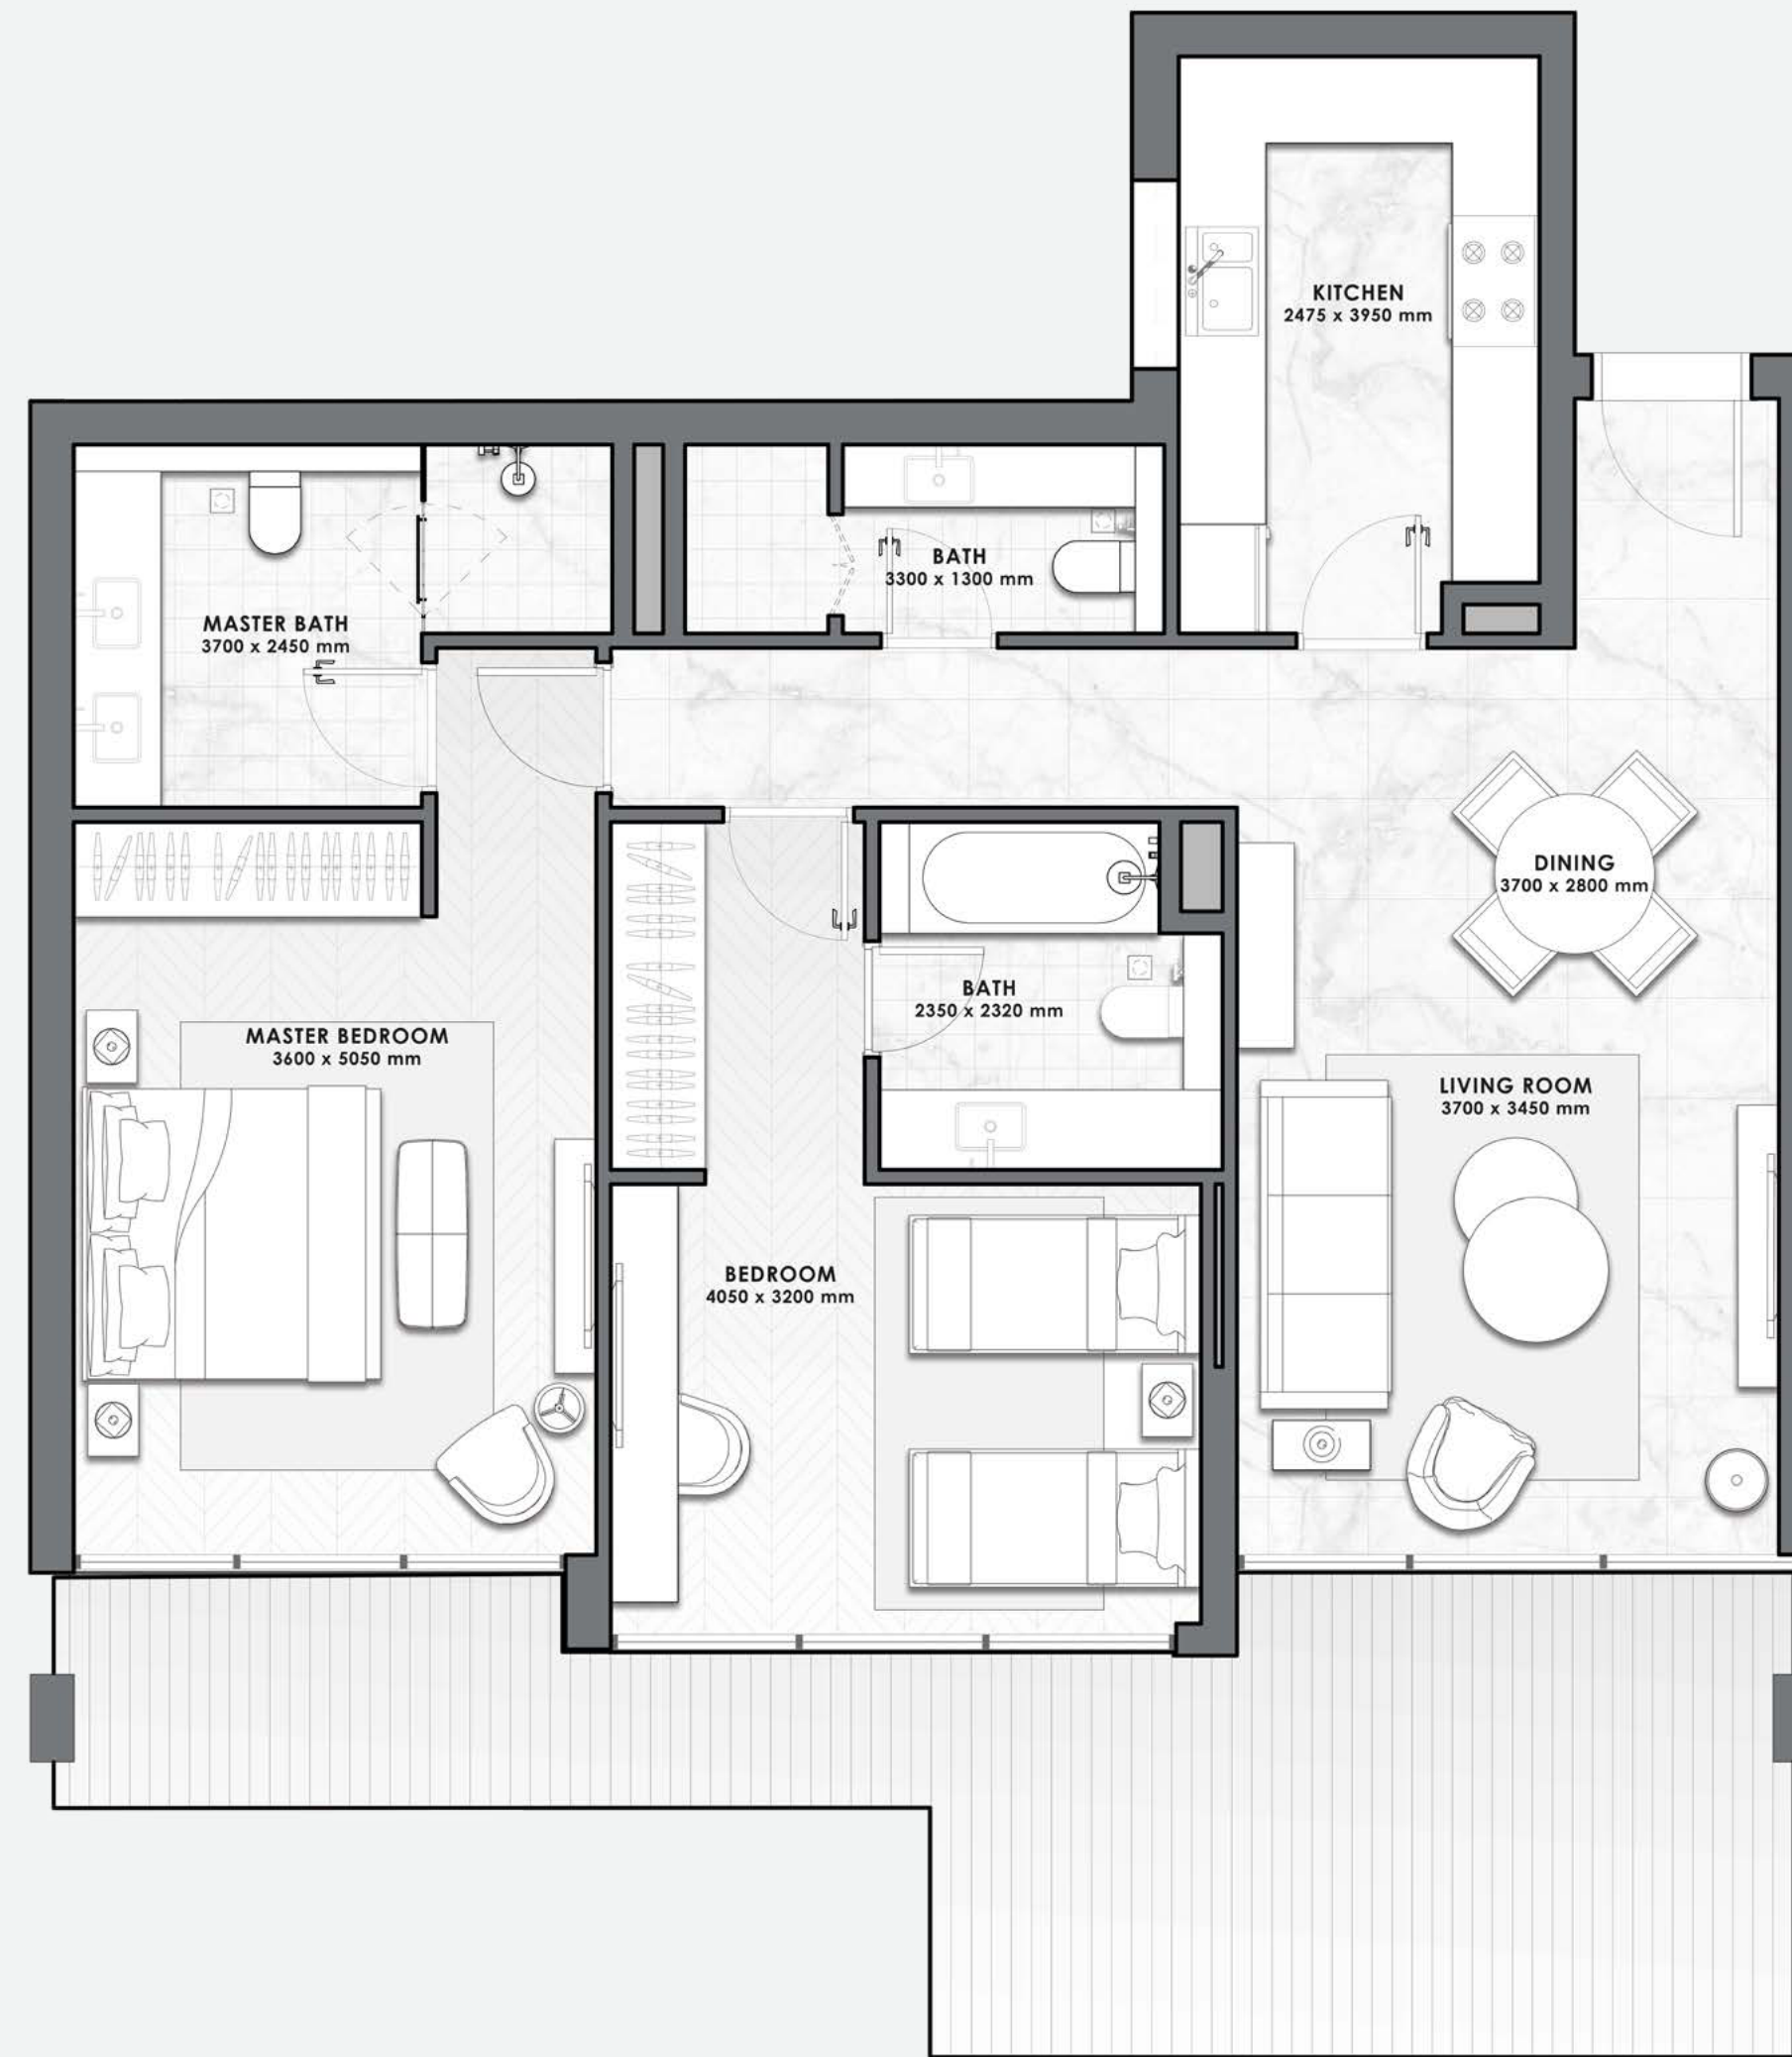 KITCHEN
2475 x 3950 mm
BATH
3300 x 1300 mm
MASTER BATH
3700 x 2450 mm
DINING
3700 x 2800 mm
BATH
2350 x 2320 mm
MASTER BEDROOM
3600 x 5050 mm
LIVING ROOM
3700 x 3450 mm
BEDROOM
4050 x 3200 mm